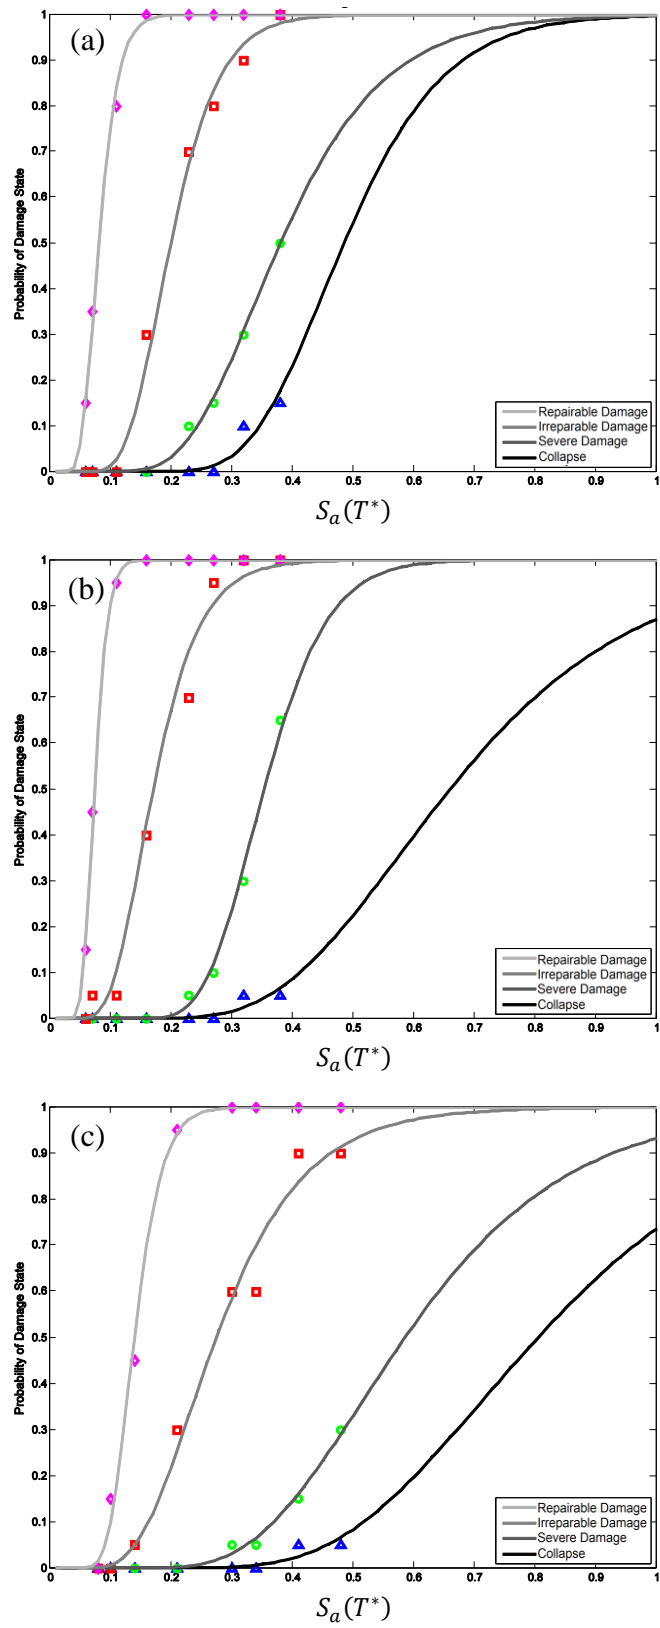 (a)
Probability of Damage State
1
0.9
0.8
0.7
0.6
0.5
0.4
0.3
0.2
0.1
0
0 0.1 0.2 0.3 0.4 0.5 0.6 0.7 0.8 0.9 1
Repairable Damage
Irreparable Damage
Severe Damage
Collapse
Sₐ(T*)
(b)
Probability of Damage State
1
0.9
0.8
0.7
0.6
0.5
0.4
0.3
0.2
0.1
0
0 0.1 0.2 0.3 0.4 0.5 0.6 0.7 0.8 0.9 1
Repairable Damage
Irreparable Damage
Severe Damage
Collapse
Sₐ(T*)
(c)
Probability of Damage State
1
0.9
0.8
0.7
0.6
0.5
0.4
0.3
0.2
0.1
0
0 0.1 0.2 0.3 0.4 0.5 0.6 0.7 0.8 0.9 1
Repairable Damage
Irreparable Damage
Severe Damage
Collapse
Sₐ(T*)